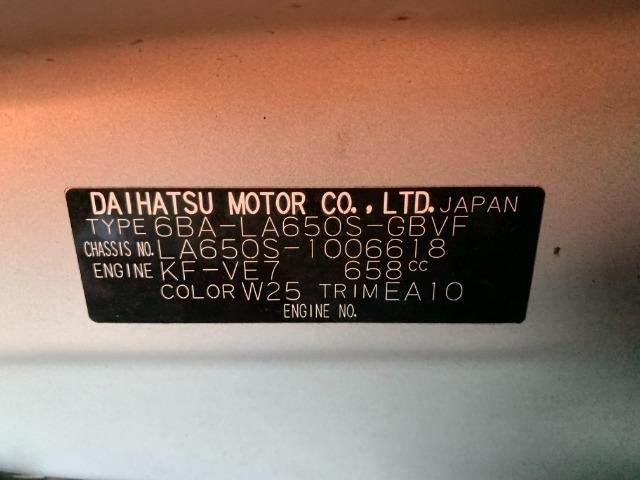 DAIHATSU MOTOR CO., LTD. JAPAN
TYPE 6BA-LA650S-GBVF
CHASSIS NO. LA650S-1006618
ENGINE KF-VE7 658cc
COLOR W25 TRIM EA10
ENGINE NO.